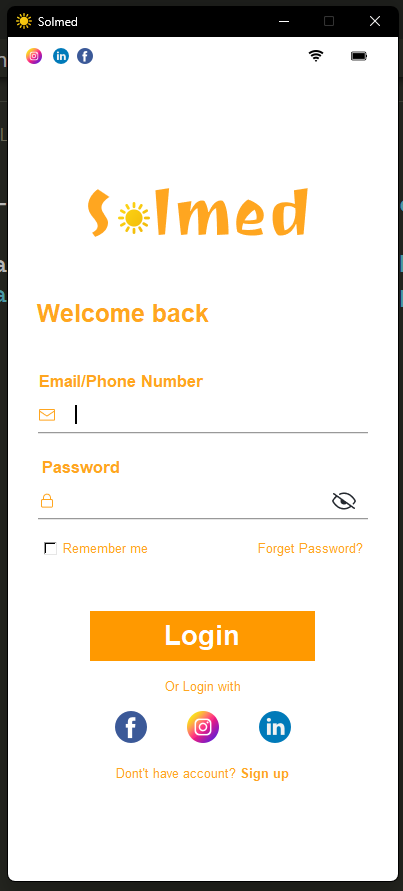 Solmed
Solmed
Welcome back
Email/Phone Number
Password
Remember me
Forget Password?
Login
Or Login with
Dont't have account? Sign up